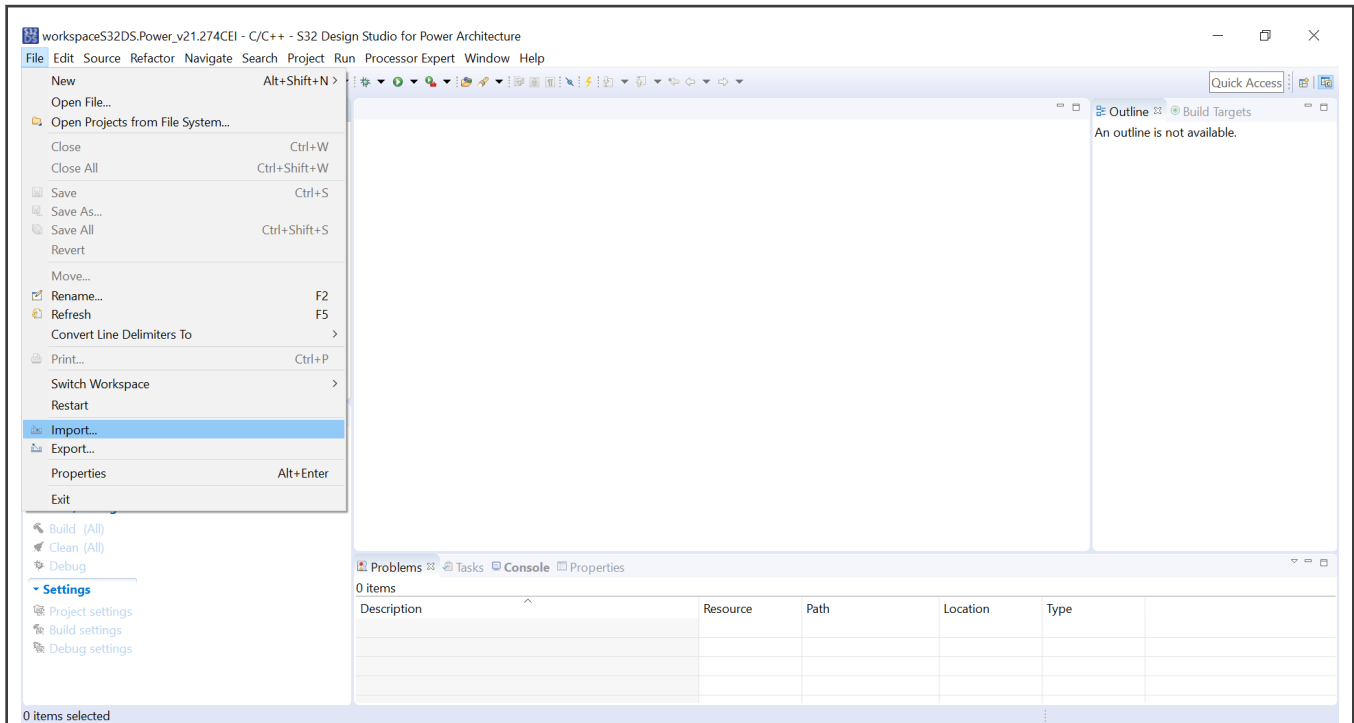 workspaceS32DS.Power_v21.274CEI - C/C++ - S32 Design Studio for Power Architecture
File Edit Source Refactor Navigate Search Project Run Processor Expert Window Help
New Alt+Shift+N >
Open File...
Open Projects from File System...
Close Ctrl+W
Close All Ctrl+Shift+W
Save Ctrl+S
Save As...
Save All Ctrl+Shift+S
Revert
Move...
Rename... F2
Refresh F5
Convert Line Delimiters To >
Print... Ctrl+P
Switch Workspace >
Restart
Import...
Export...
Properties Alt+Enter
Exit
Build (All)
Clean (All)
Debug
Settings
Project settings
Build settings
Debug settings
0 items selected
Quick Access
Outline Build Targets
An outline is not available.
Problems Tasks Console Properties
0 items
Description Resource Path Location Type